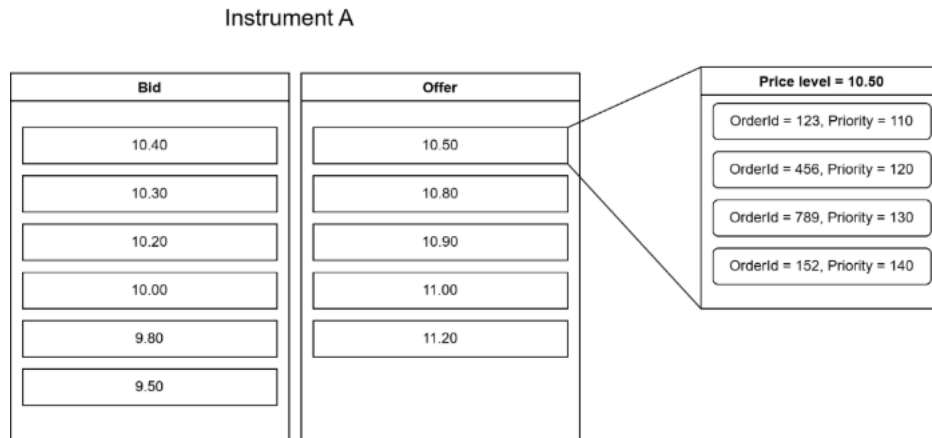 Instrument A
Bid
10.40
10.30
10.20
10.00
9.80
9.50
Offer
10.50
10.80
10.90
11.00
11.20
Price level = 10.50
OrderId = 123, Priority = 110
OrderId = 456, Priority = 120
OrderId = 789, Priority = 130
OrderId = 152, Priority = 140